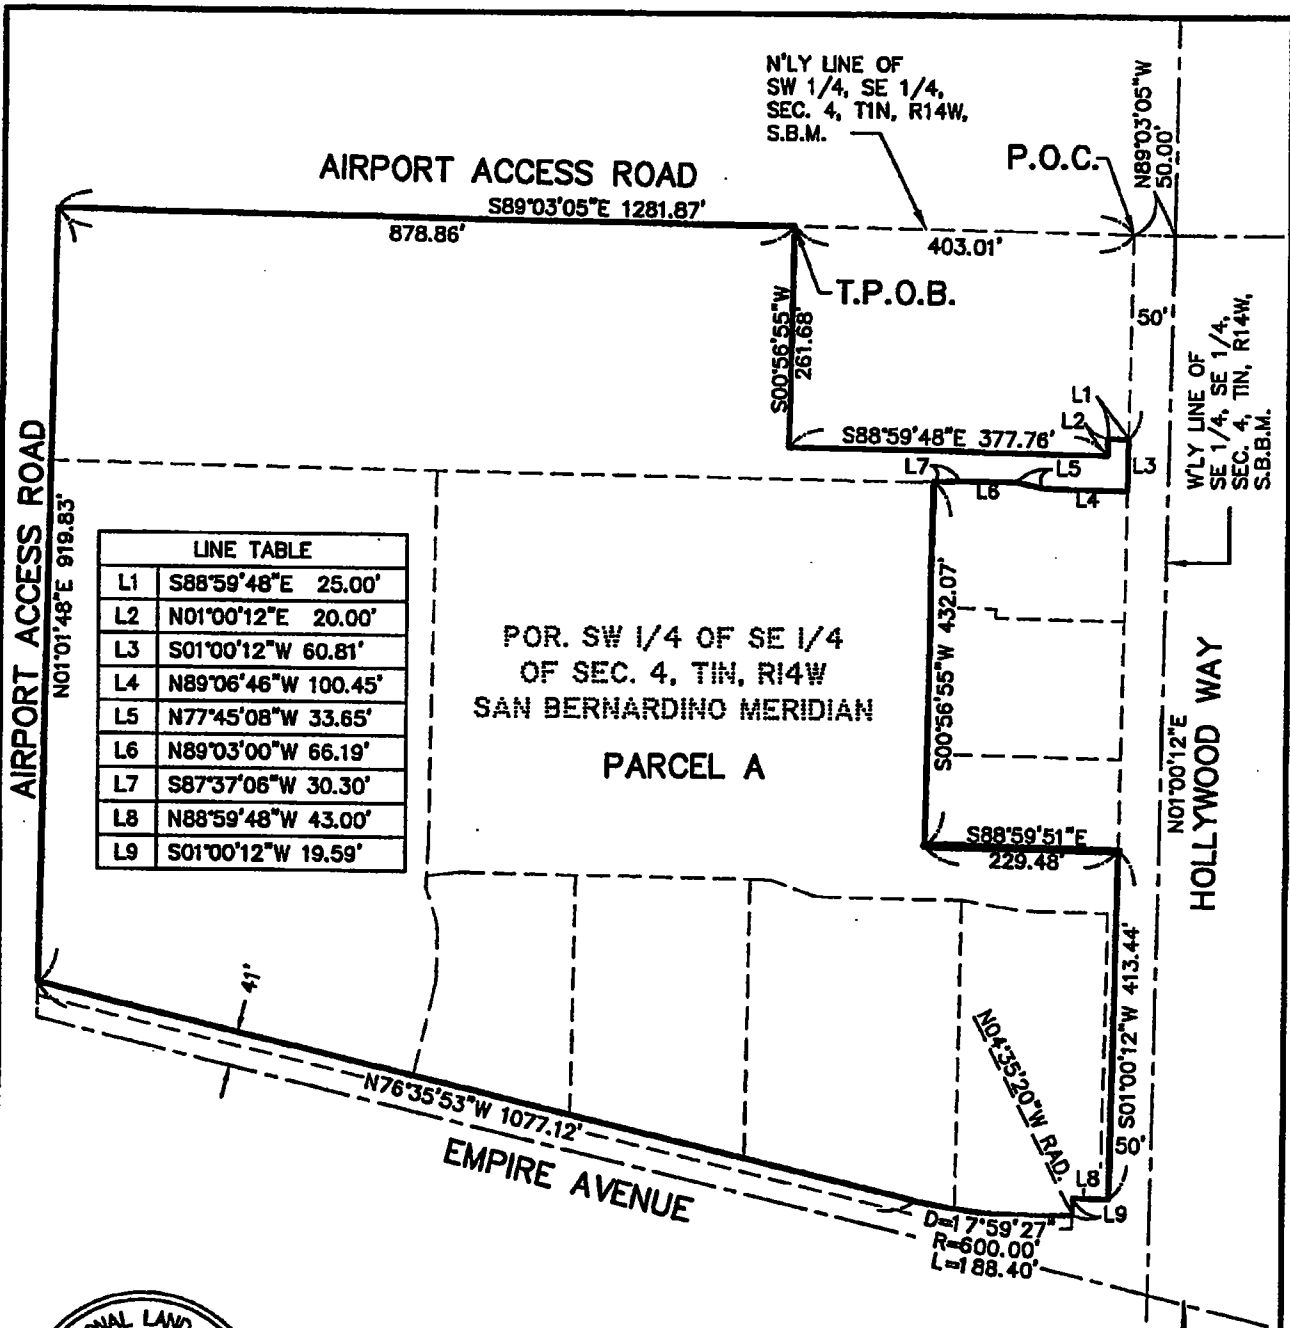 N'LY LINE OF
SW 1/4, SE 1/4,
SEC. 4, T1N, R14W,
S.B.M.
P.O.C.
N89°03'05"W
50.00'
AIRPORT ACCESS ROAD
S89°03'05"E 1281.87'
878.86'
403.01'
T.P.O.B.
S00°56'55"W
261.68'
50'
W'LY LINE OF
SE 1/4, SE 1/4,
SEC. 4, T1N, R14W,
S.B.B.M.
L1
L2
S88°59'48"E 377.76'
L3
L7
L5
L6
L4
AIRPORT ACCESS ROAD
N01°01'48"E 919.83'
LINE TABLE
L1 S88°59'48"E 25.00'
L2 N01°00'12"E 20.00'
L3 S01°00'12"W 60.81'
L4 N89°06'46"W 100.45'
L5 N77°45'08"W 33.65'
L6 N89°03'00"W 66.19'
L7 S87°37'06"W 30.30'
L8 N88°59'48"W 43.00'
L9 S01°00'12"W 19.59'
POR. SW 1/4 OF SE 1/4
OF SEC. 4, T1N, R14W
SAN BERNARDINO MERIDIAN
PARCEL A
S00°56'55"W 432.07'
N01°00'12"E
HOLLYWOOD WAY
S88°59'51"E
229.48'
S01°00'12"W 413.44'
50'
41'
N04°35'20"W RAD.
L8
L9
N76°35'53"W 1077.12'
EMPIRE AVENUE
D=17°59'27"
R=600.00'
L=188.40'
ONAL LAND